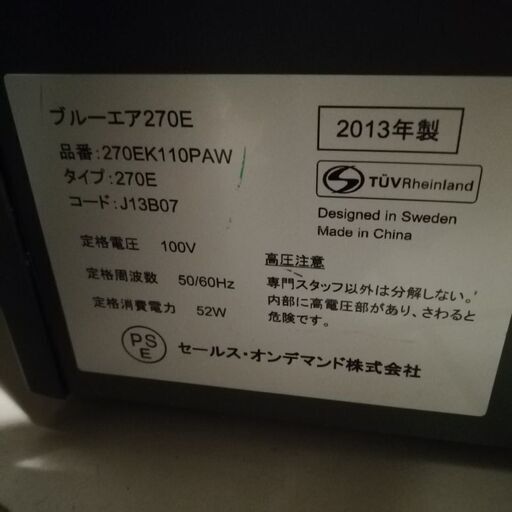 ブルーエア270E
2013年製
品番:270EK110PAW
タイプ:270E
コード:J13B07
TÜVRheinland
Designed in Sweden
Made in China
定格電圧 100V
定格周波数 50/60Hz
定格消費電力 52W
高圧注意
専門スタッフ以外は分解しない。
内部に高電圧部があり、さわると
危険です。
PS
E
セールス・オンデマンド株式会社